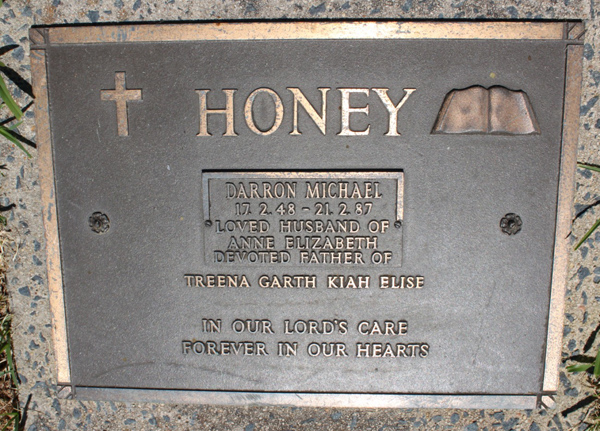 HONEY
DARRON MICHAEL
17. 2. 48 - 21. 2. 87
LOVED HUSBAND OF
ANNE ELIZABETH
DEVOTED FATHER OF
TREENA GARTH KIAH ELISE
IN OUR LORD'S CARE
FOREVER IN OUR HEARTS